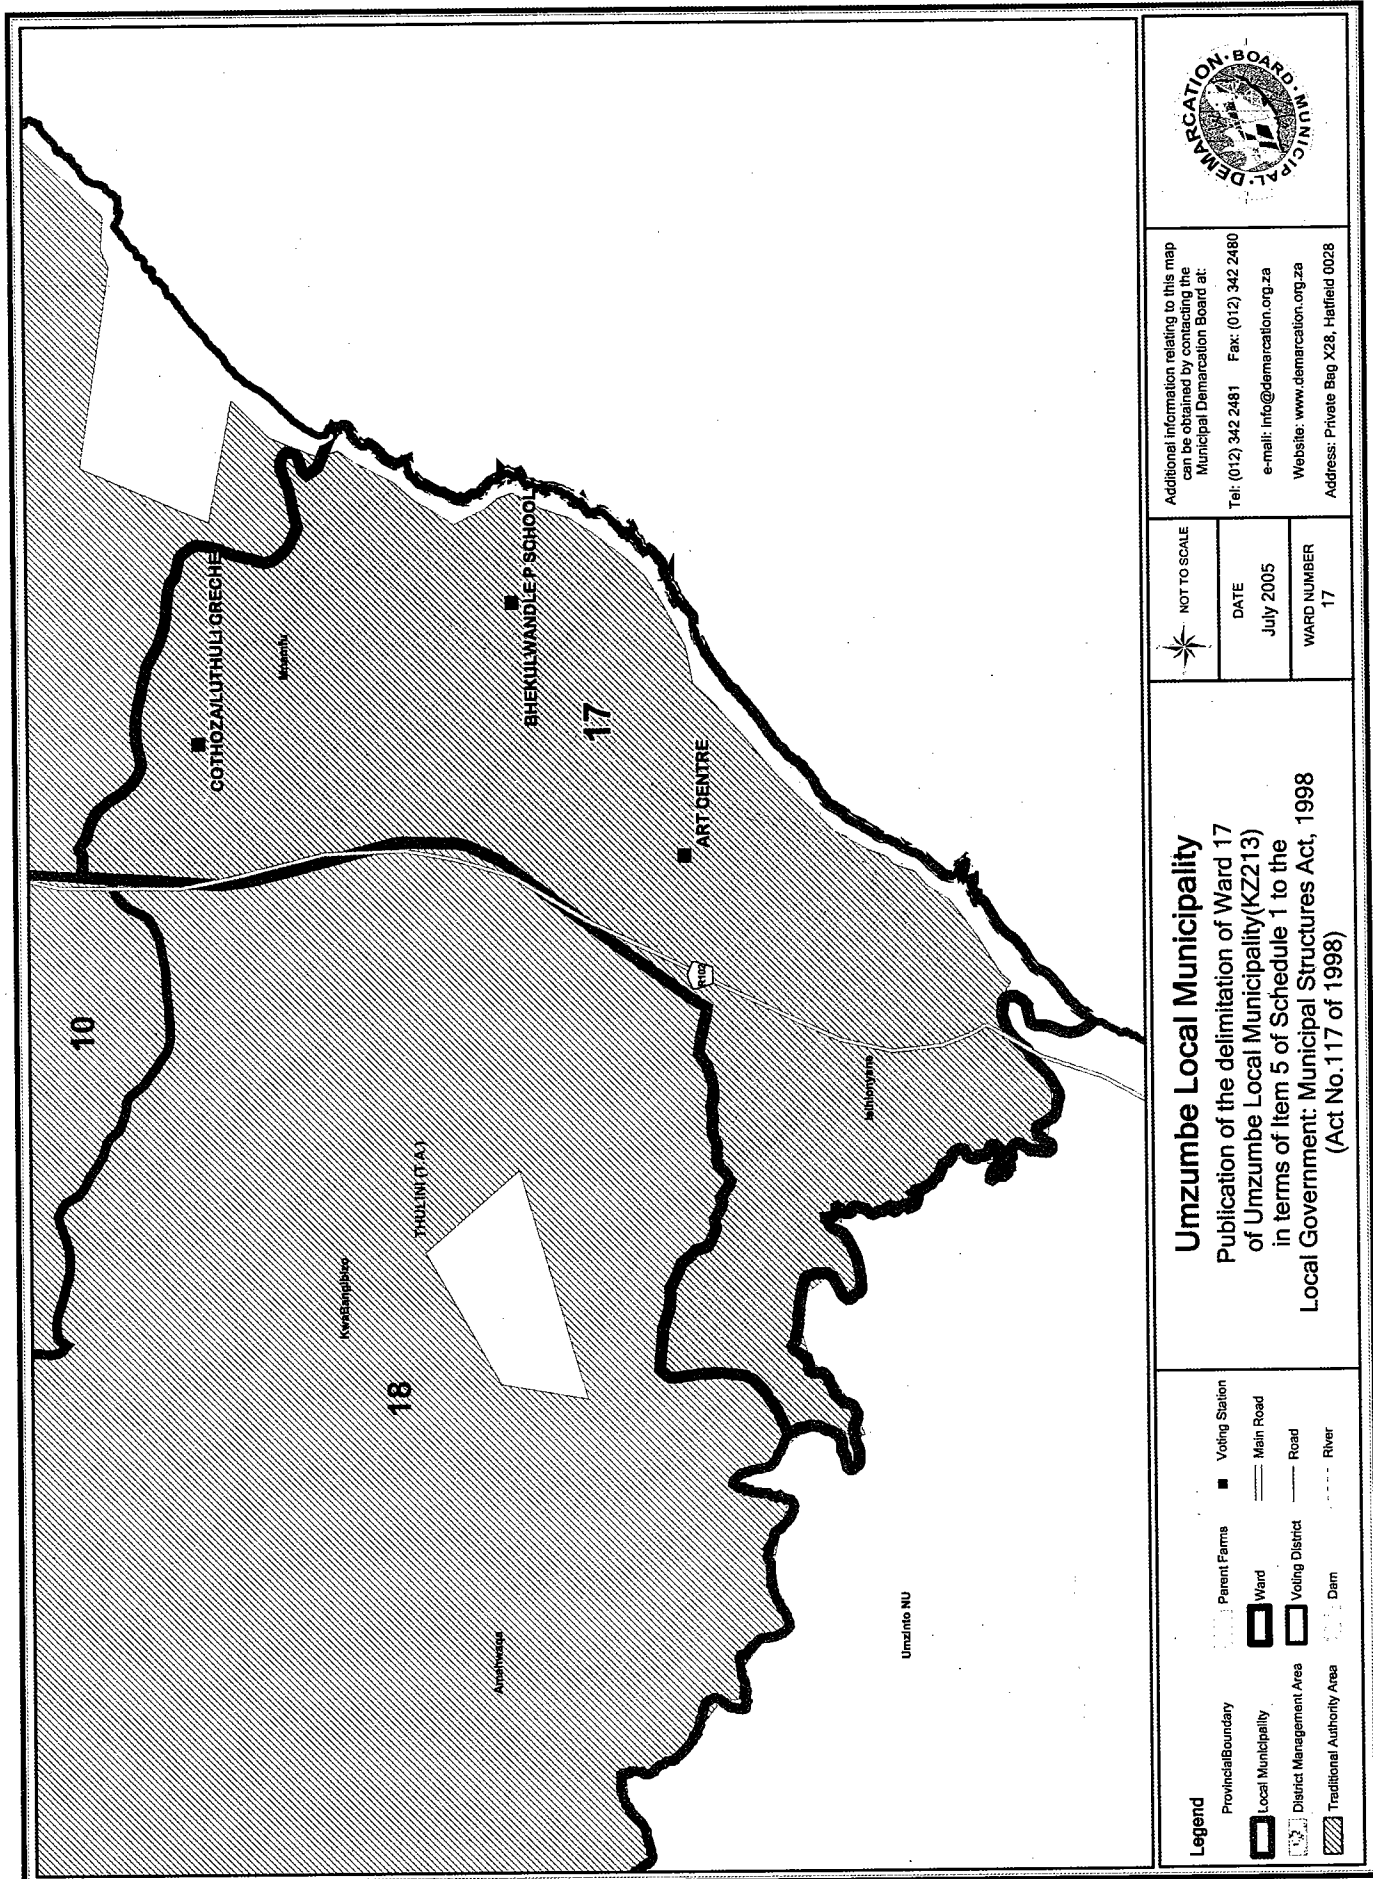 10
18
17
COTHOZA/LUTHULI CRECHE
Mnamfu
BHEKULWANDLE P SCHOOL
ART CENTRE
R102
THULINI (T.A.)
KwaBangibizo
Umzinto NU
Legend
ProvincialBoundary
Local Municipality
District Management Area
Traditional Authority Area
Parent Farms
Ward
Voting District
Dam
Voting Station
Main Road
Road
River
Umzumbe Local Municipality
Publication of the delimitation of Ward 17
of Umzumbe Local Municipality(KZ213)
in terms of Item 5 of Schedule 1 to the
Local Government: Municipal Structures Act, 1998
(Act No.117 of 1998)
NOT TO SCALE
DATE
July 2005
WARD NUMBER
17
Additional information relating to this map
can be obtained by contacting the
Municipal Demarcation Board at:
Tel: (012) 342 2481 Fax: (012) 342 2480
e-mail: info@demarcation.org.za
Website: www.demarcation.org.za
Address: Private Bag X28, Hatfield 0028
MUNICIPAL · DEMARCATION · BOARD ·